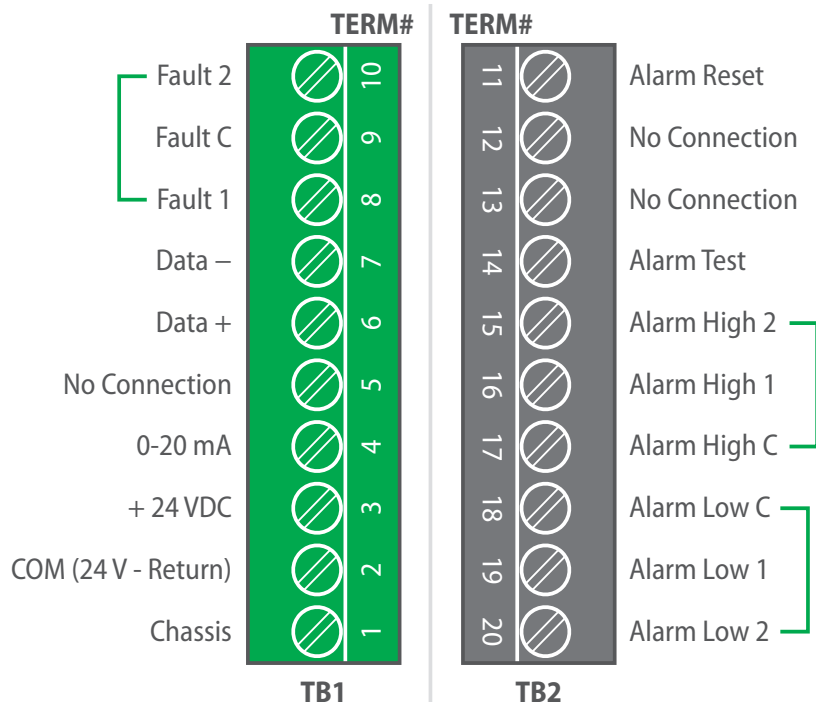 TERM#
Fault 2 10
Fault C 9
Fault 1 8
Data – 7
Data + 6
No Connection 5
0-20 mA 4
+ 24 VDC 3
COM (24 V - Return) 2
Chassis 1
TB1
TERM#
11 Alarm Reset
12 No Connection
13 No Connection
14 Alarm Test
15 Alarm High 2
16 Alarm High 1
17 Alarm High C
18 Alarm Low C
19 Alarm Low 1
20 Alarm Low 2
TB2